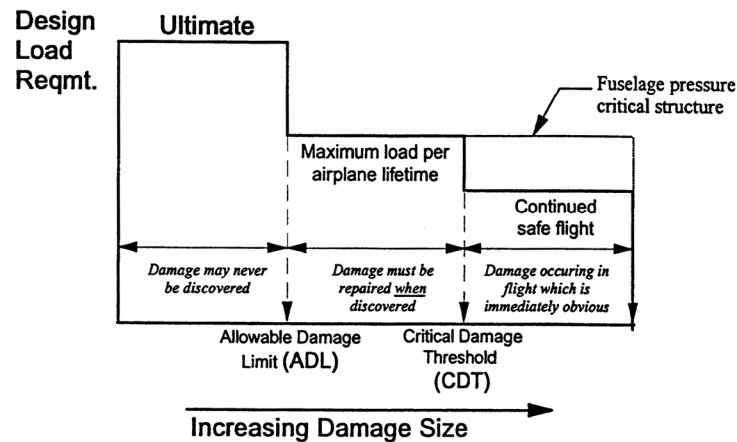 Design
Load
Reqmt.
Ultimate
Fuselage pressure
critical structure
Maximum load per
airplane lifetime
Continued
safe flight
Damage may never
be discovered
Damage must be
repaired when
discovered
Damage occuring in
flight which is
immediately obvious
Allowable Damage
Limit (ADL)
Critical Damage
Threshold
(CDT)
Increasing Damage Size